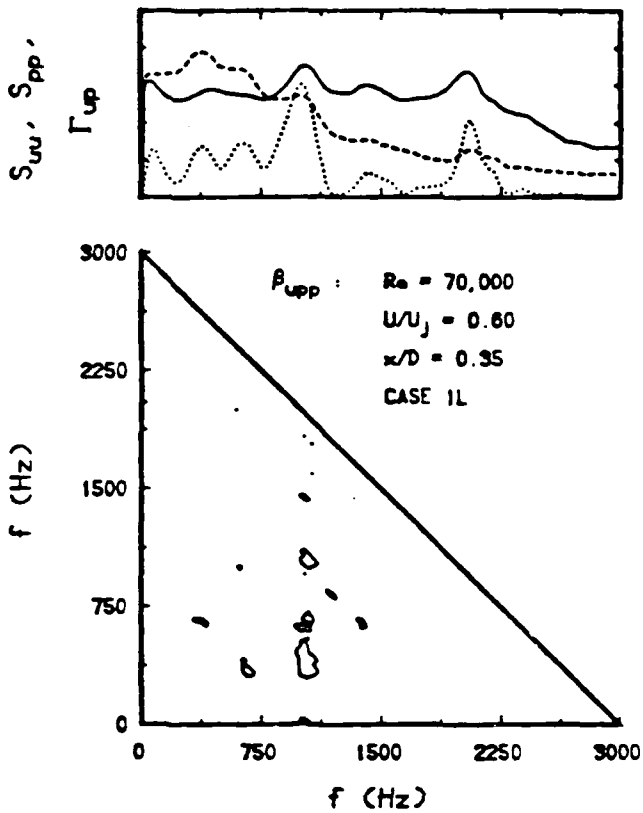 S_uu, S_pp,
Γ_up
3000
β_upp : Re = 70,000
U/U_j = 0.60
2250
x/D = 0.35
CASE 1L
1500
f (Hz)
750
0
0 750 1500 2250 3000
f (Hz)